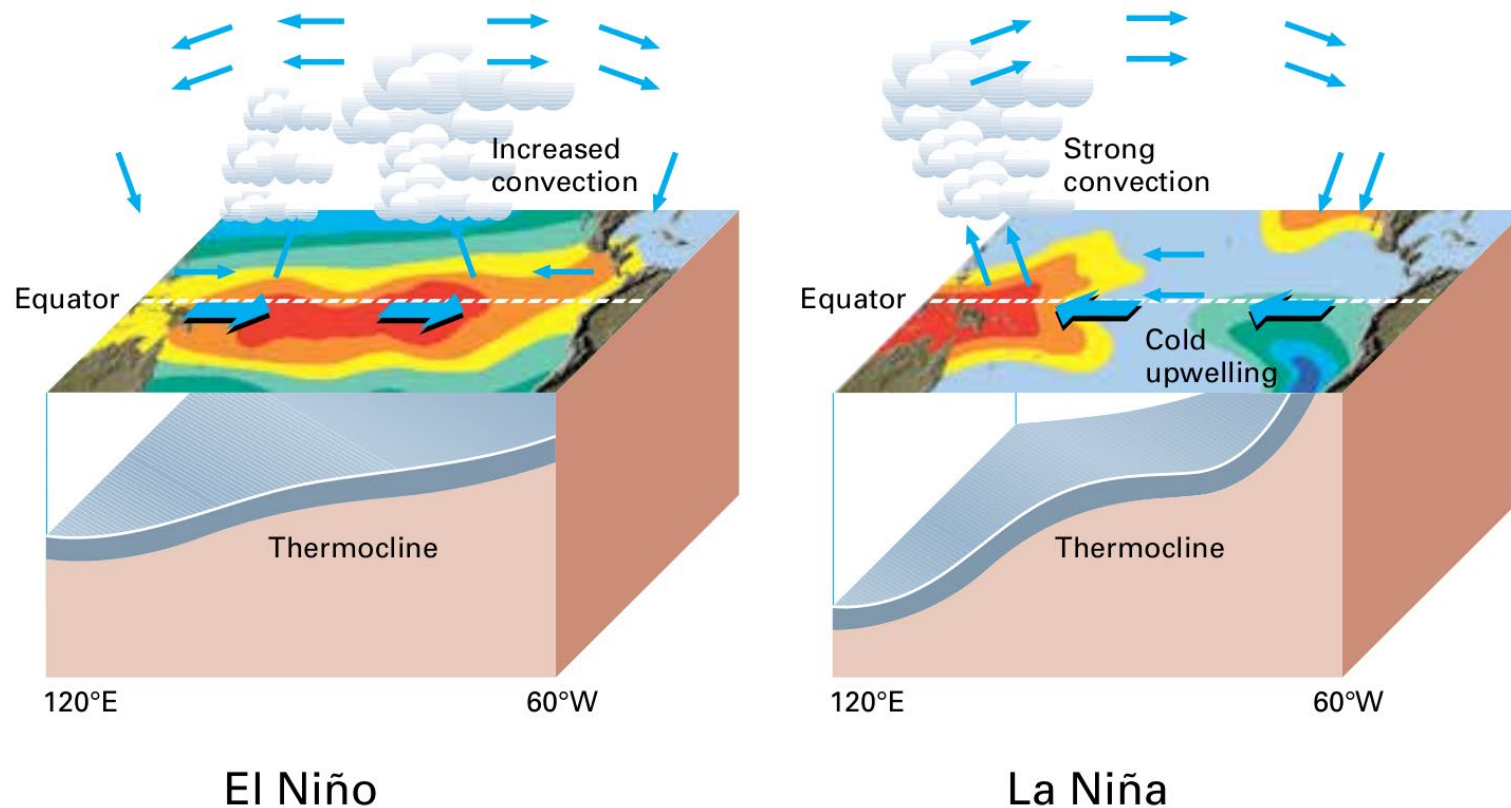 Increased
convection
Equator
Thermocline
120°E
60°W
El Niño
Strong
convection
Equator
Cold
upwelling
Thermocline
120°E
60°W
La Niña